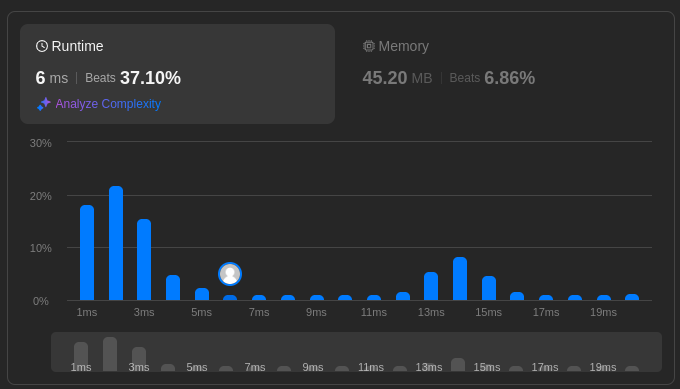 Runtime
6 ms | Beats 37.10%
Analyze Complexity
Memory
45.20 MB | Beats 6.86%
30%
20%
10%
0%
1ms 3ms 5ms 7ms 9ms 11ms 13ms 15ms 17ms 19ms
1ms 3ms 5ms 7ms 9ms 11ms 13ms 15ms 17ms 19ms